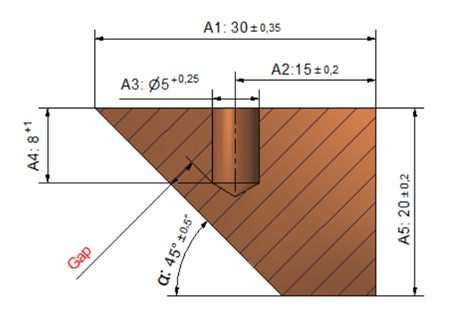 A1: 30 ±0,35
A2:15 ±0,2
A3: Ø5 +0,25
A4: 8 +1
Gap
α: 45° ±0.5°
A5: 20 ±0,2